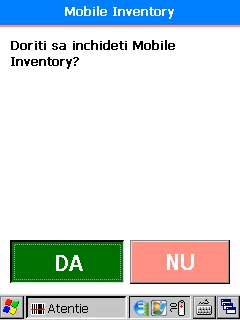 Mobile Inventory
Doriti sa inchideti Mobile
Inventory?
DA
NU
Atentie